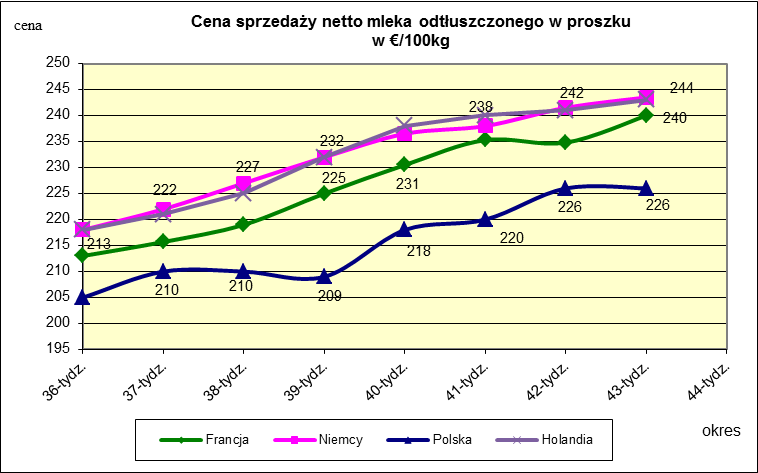 Cena sprzedaży netto mleka odtłuszczonego w proszku
w €/100kg
cena
250
245
240
235
230
225
220
215
210
205
200
195
213
222
227
232
238
242
244
240
225
231
210
210
209
218
220
226
226
36-tydz.
37-tydz.
38-tydz.
39-tydz.
40-tydz.
41-tydz.
42-tydz.
43-tydz.
44-tydz.
okres
Francja
Niemcy
Polska
Holandia